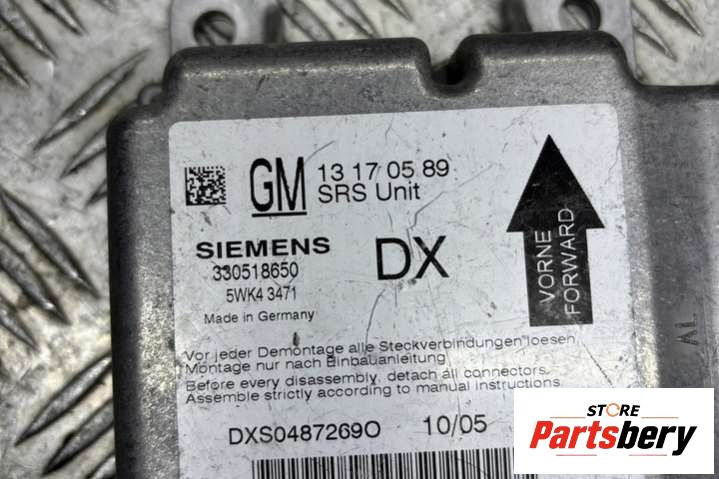 GM 13 17 05 89
SRS Unit
SIEMENS
DX
330518650
5WK4 3471
Made in Germany
VORNE
FORWARD
Vor jeder Demontage alle Steckverbindungen loesen
Montage nur nach Einbauanleitung
Before every disassembly, detach all connectors.
Assemble strictly according to manual instructions.
DXS0487269O 10/05
AL
STORE
Partsbery